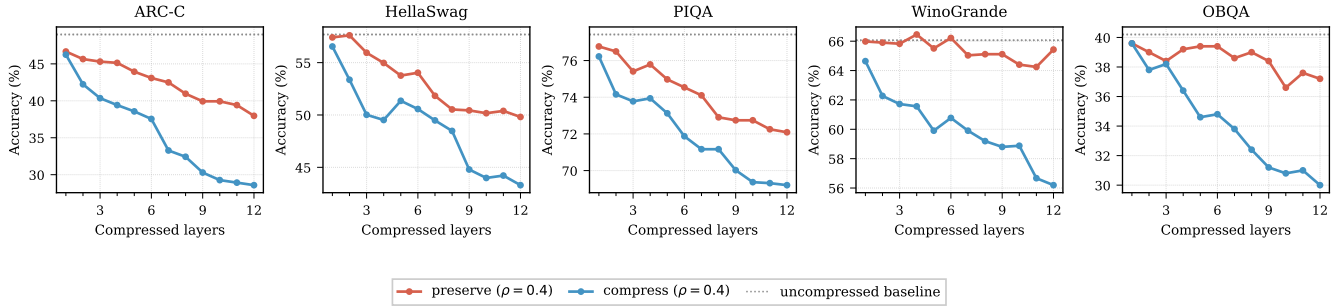 ARC-C
Accuracy (%)
45
40
35
30
3 6 9 12
Compressed layers
HellaSwag
Accuracy (%)
55
50
45
3 6 9 12
Compressed layers
PIQA
Accuracy (%)
76
74
72
70
3 6 9 12
Compressed layers
WinoGrande
Accuracy (%)
66
64
62
60
58
56
3 6 9 12
Compressed layers
OBQA
Accuracy (%)
40
38
36
34
32
30
3 6 9 12
Compressed layers
preserve (ρ = 0.4) compress (ρ = 0.4) uncompressed baseline